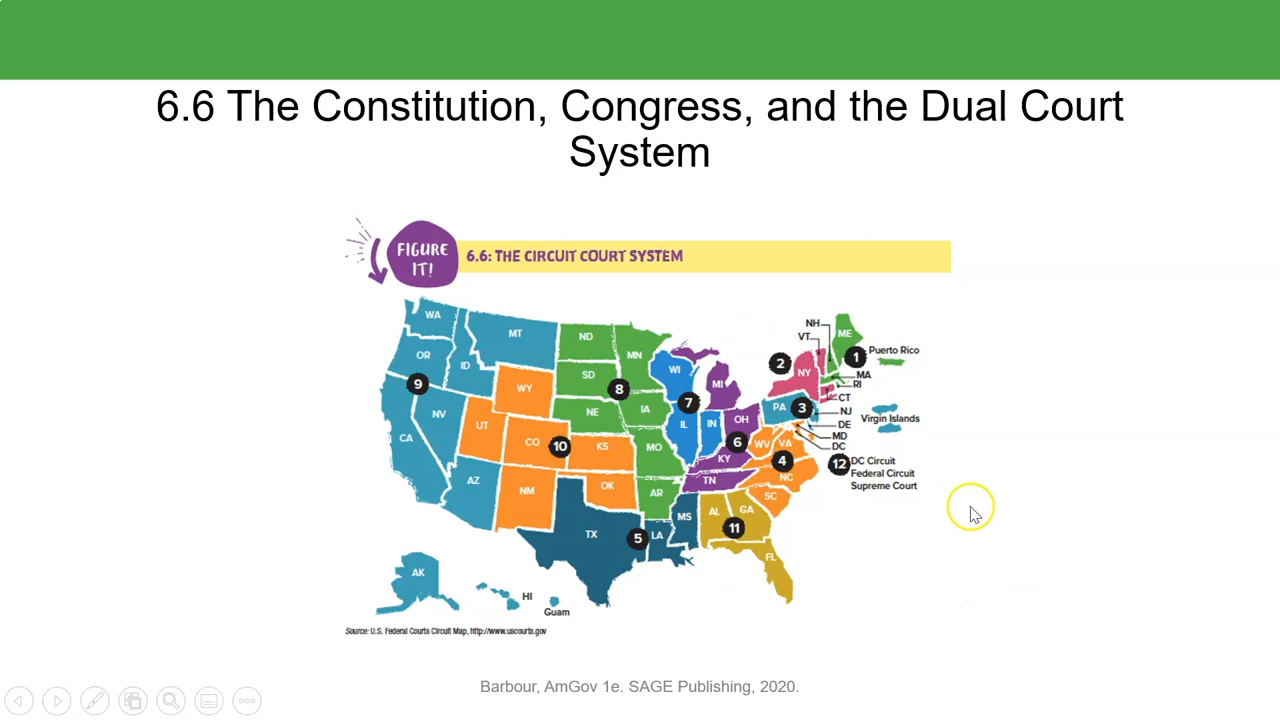 6.6 The Constitution, Congress, and the Dual Court
System
FIGURE
IT!
6.6: THE CIRCUIT COURT SYSTEM
WA
OR
ID
MT
9
NV
CA
AZ
WY
UT
CO
10
KS
NM
OK
ND
SD
8
NE
MN
IA
MO
AR
TX
5
LA
MS
WI
7
IL
IN
MI
OH
6
KY
TN
WV
VA
4
NC
SC
AL
GA
11
FL
NH
VT
ME
2
NY
1
Puerto Rico
MA
RI
CT
PA
3
NJ
DE
MD
DC
Virgin Islands
12
DC Circuit
Federal Circuit
Supreme Court
AK
HI
Guam
Source: U.S. Federal Courts Circuit Map, http://www.uscourts.gov
Barbour, AmGov 1e. SAGE Publishing, 2020.